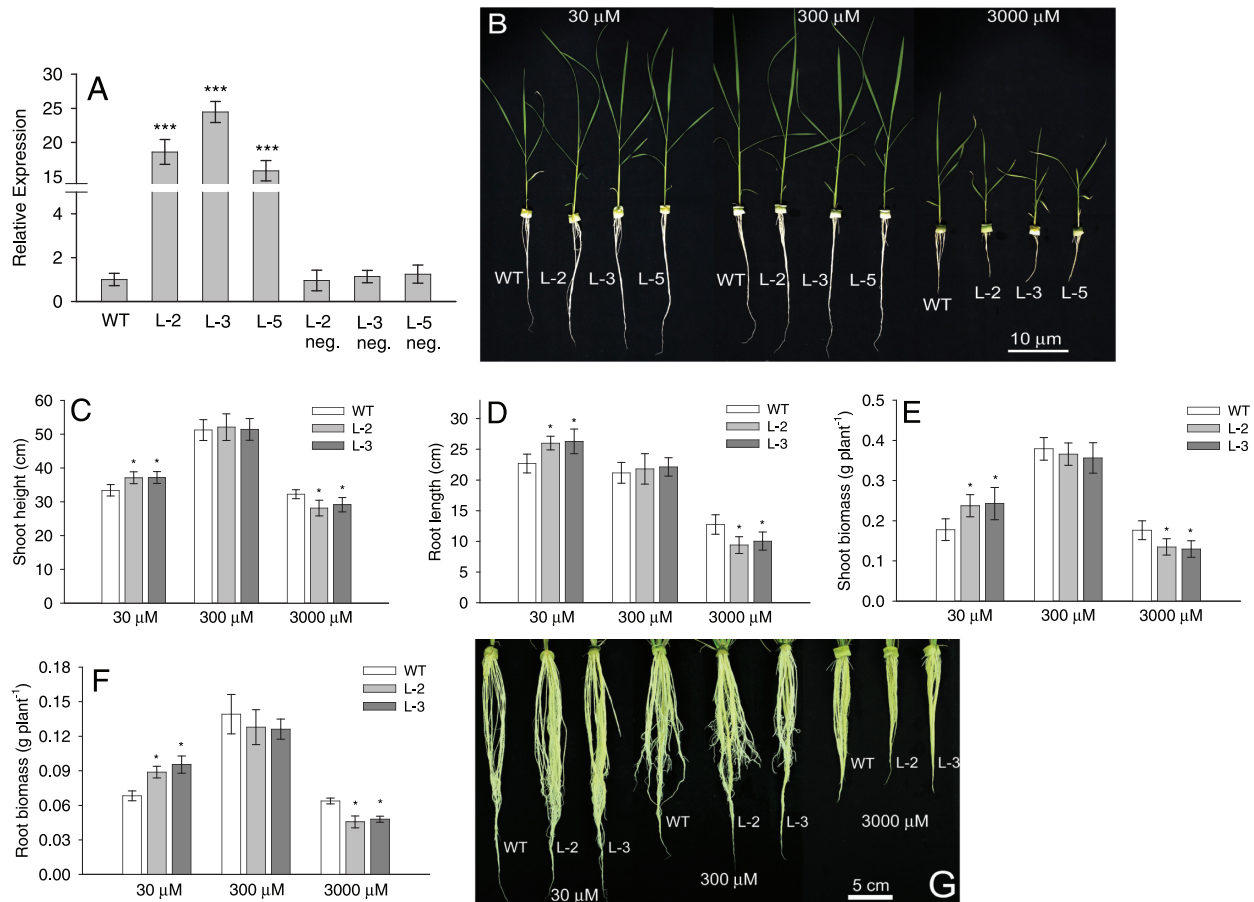 A
Relative Expression
30
25
20
15
4
2
0
***
***
***
WT
L-2
L-3
L-5
L-2 neg.
L-3 neg.
L-5 neg.
B
30 µM
300 µM
3000 µM
WT
L-2
L-3
L-5
WT
L-2
L-3
L-5
WT
L-2
L-3
L-5
10 µm
C
Shoot height (cm)
60
50
40
30
20
10
0
* *
* *
30 µM
300 µM
3000 µM
WT
L-2
L-3
D
Root length (cm)
30
25
20
15
10
5
0
* *
* *
30 µM
300 µM
3000 µM
WT
L-2
L-3
E
Shoot biomass (g plant⁻¹)
0.5
0.4
0.3
0.2
0.1
0.0
* *
* *
30 µM
300 µM
3000 µM
WT
L-2
L-3
F
Root biomass (g plant⁻¹)
0.18
0.15
0.12
0.09
0.06
0.03
0.00
* *
* *
30 µM
300 µM
3000 µM
WT
L-2
L-3
WT
L-2
L-3
30 µM
WT
L-2
L-3
300 µM
WT
L-2
L-3
3000 µM
5 cm
G